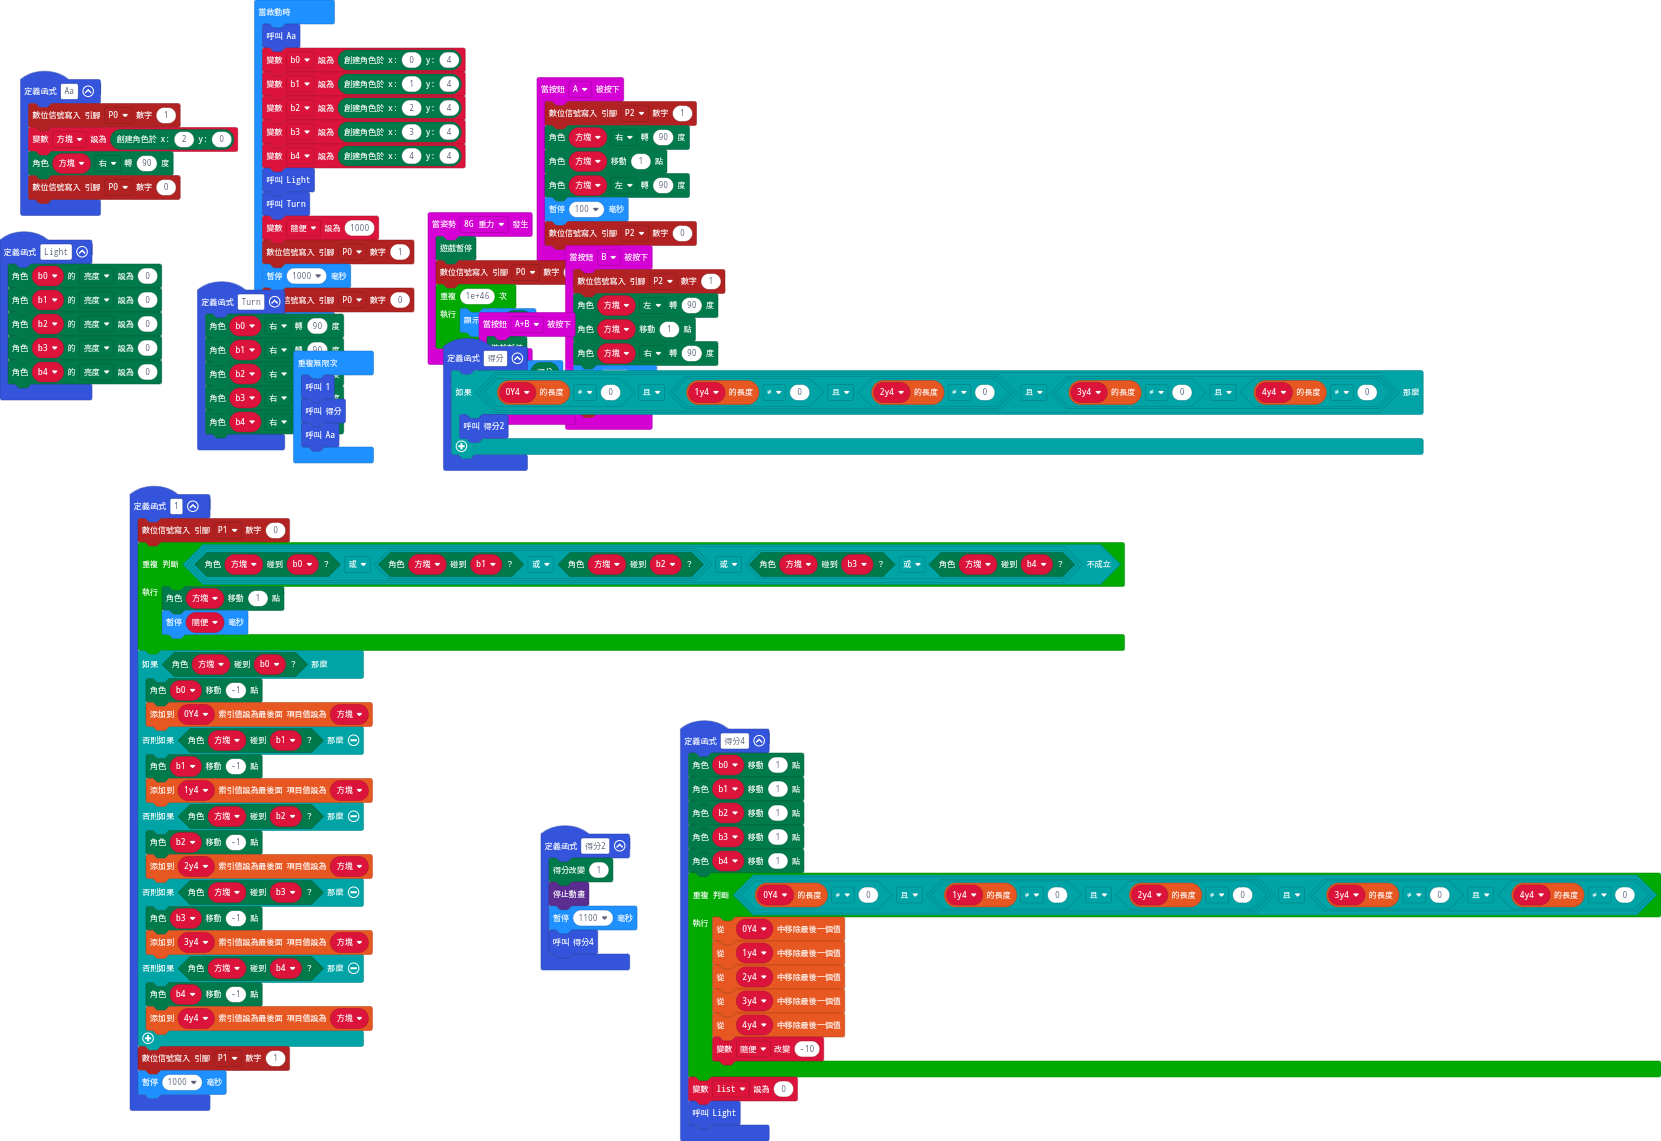 當啟動時
呼叫 Aa
變數 b0 設為 創建角色於 x: 0 y: 4
變數 b1 設為 創建角色於 x: 1 y: 4
變數 b2 設為 創建角色於 x: 2 y: 4
變數 b3 設為 創建角色於 x: 3 y: 4
變數 b4 設為 創建角色於 x: 4 y: 4
呼叫 Light
呼叫 Turn
變數 隨便 設為 1000
數位信號寫入 引腳 P0 數字 1
暫停 1000 毫秒
信號寫入 引腳 P0 數字 0
定義函式 Aa
數位信號寫入 引腳 P0 數字 1
變數 方塊 設為 創建角色於 x: 2 y: 0
角色 方塊 右 轉 90 度
數位信號寫入 引腳 P0 數字 0
定義函式 Light
角色 b0 的 亮度 設為 0
角色 b1 的 亮度 設為 0
角色 b2 的 亮度 設為 0
角色 b3 的 亮度 設為 0
角色 b4 的 亮度 設為 0
定義函式 Turn
角色 b0 右 轉 90 度
角色 b1 右 轉 90 度
角色 b2 右
角色 b3 右
角色 b4 右
重複無限次
呼叫 1
呼叫 得分
呼叫 Aa
當按鈕 A 被按下
數位信號寫入 引腳 P2 數字 1
角色 方塊 右 轉 90 度
角色 方塊 移動 1 點
角色 方塊 左 轉 90 度
暫停 100 毫秒
數位信號寫入 引腳 P2 數字 0
當姿勢 8G 重力 發生
遊戲暫停
數位信號寫入 引腳 P0 數字
重複 1e+46 次
執行
顯示
當按鈕 A+B 被按下
當按鈕 B 被按下
數位信號寫入 引腳 P2 數字 1
角色 方塊 左 轉 90 度
角色 方塊 移動 1 點
角色 方塊 右 轉 90 度
定義函式 得分
如果 0Y4 的長度 ≠ 0 且 1y4 的長度 ≠ 0 且 2y4 的長度 ≠ 0 且 3y4 的長度 ≠ 0 且 4y4 的長度 ≠ 0 那麼
呼叫 得分2
定義函式 1
數位信號寫入 引腳 P1 數字 0
重複 判斷 角色 方塊 碰到 b0 ? 或 角色 方塊 碰到 b1 ? 或 角色 方塊 碰到 b2 ? 或 角色 方塊 碰到 b3 ? 或 角色 方塊 碰到 b4 ? 不成立
執行
角色 方塊 移動 1 點
暫停 隨便 毫秒
如果 角色 方塊 碰到 b0 ? 那麼
角色 b0 移動 -1 點
添加到 0Y4 索引值設為最後面 項目值設為 方塊
否則如果 角色 方塊 碰到 b1 ? 那麼
角色 b1 移動 -1 點
添加到 1y4 索引值設為最後面 項目值設為 方塊
否則如果 角色 方塊 碰到 b2 ? 那麼
角色 b2 移動 -1 點
添加到 2y4 索引值設為最後面 項目值設為 方塊
否則如果 角色 方塊 碰到 b3 ? 那麼
角色 b3 移動 -1 點
添加到 3y4 索引值設為最後面 項目值設為 方塊
否則如果 角色 方塊 碰到 b4 ? 那麼
角色 b4 移動 -1 點
添加到 4y4 索引值設為最後面 項目值設為 方塊
數位信號寫入 引腳 P1 數字 1
暫停 1000 毫秒
定義函式 得分2
得分改變 1
停止動畫
暫停 1100 毫秒
呼叫 得分4
定義函式 得分4
角色 b0 移動 1 點
角色 b1 移動 1 點
角色 b2 移動 1 點
角色 b3 移動 1 點
角色 b4 移動 1 點
重複 判斷 0Y4 的長度 ≠ 0 且 1y4 的長度 ≠ 0 且 2y4 的長度 ≠ 0 且 3y4 的長度 ≠ 0 且 4y4 的長度 ≠ 0
執行
從 0Y4 中移除最後一個值
從 1y4 中移除最後一個值
從 2y4 中移除最後一個值
從 3y4 中移除最後一個值
從 4y4 中移除最後一個值
變數 隨便 改變 -10
變數 list 設為 0
呼叫 Light